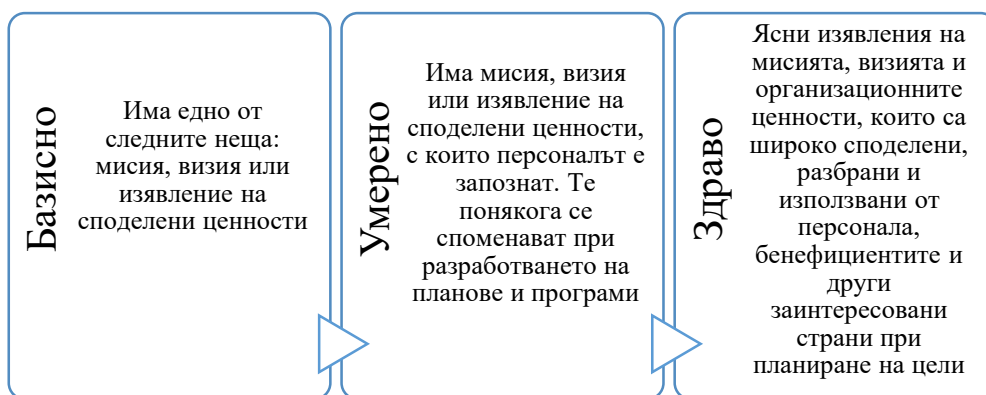 Базисно
Има едно от
следните неща:
мисия, визия или
изявление на
споделени ценности
Умерено
Има мисия, визия
или изявление на
споделени ценности,
с които персоналът е
запознат. Те
понякога се
споменават при
разработването на
планове и програми
Здраво
Ясни изявления на
мисията, визията и
организационните
ценности, които са
широко споделени,
разбрани и
използвани от
персонала,
бенефициентите и
други
заинтересовани
страни при
планиране на цели